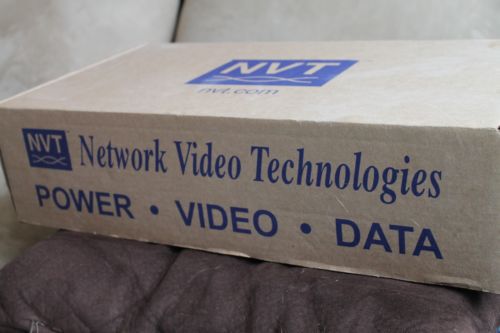 NVT
nvt.com
NVT Network Video Technologies
POWER • VIDEO • DATA